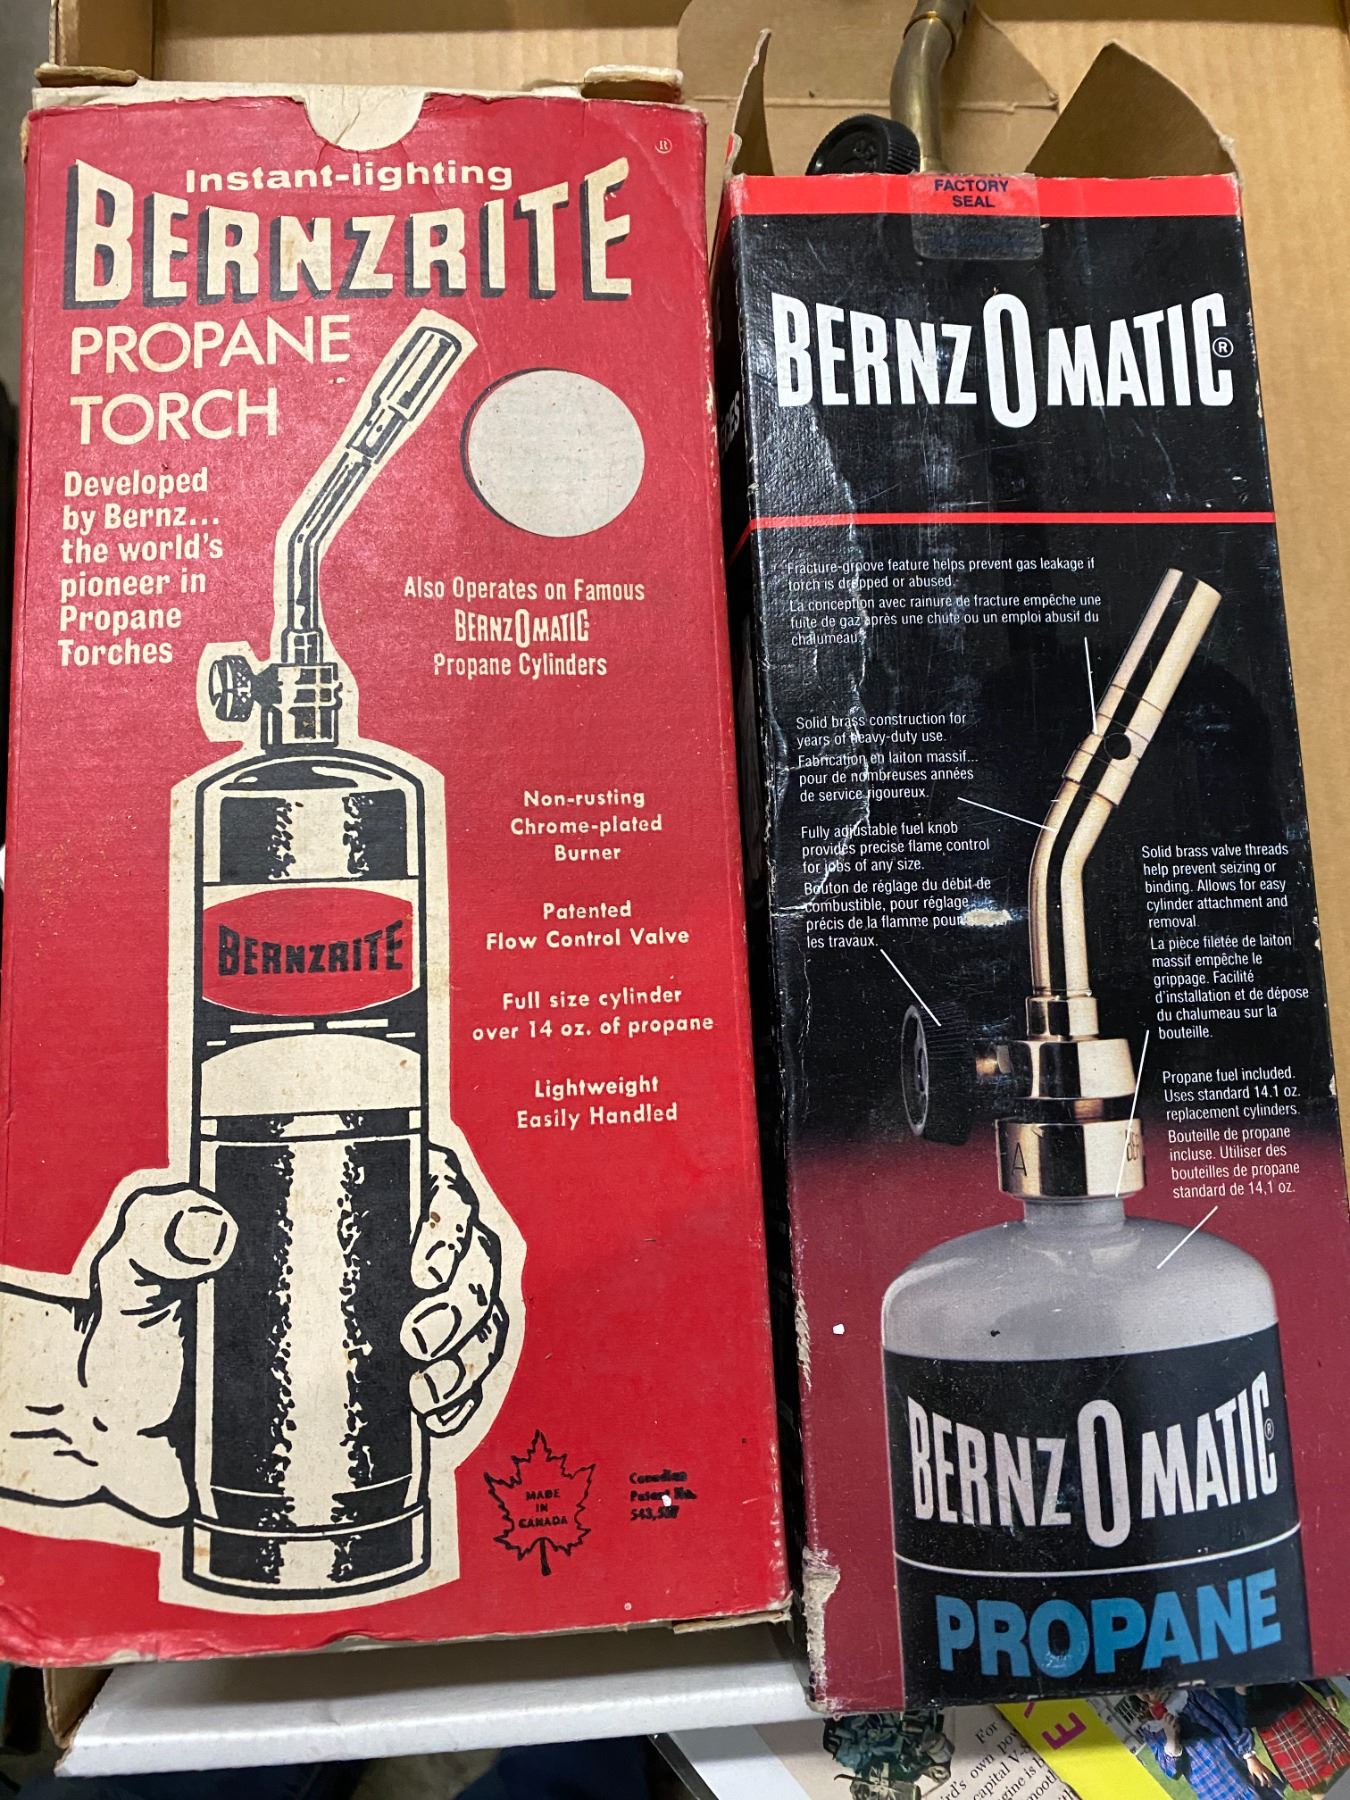 Instant-lighting
®
BERNZRITE
PROPANE
TORCH
Developed
by Bernz...
the world's
pioneer in
Propane
Torches
Also Operates on Famous
BERNZOMATIC
Propane Cylinders
Non-rusting
Chrome-plated
Burner
Patented
Flow Control Valve
Full size cylinder
over 14 oz. of propane
Lightweight
Easily Handled
BERNZRITE
MADE
IN
CANADA
Canadian
Patent No.
FACTORY
SEAL
BERNZOMATIC®
Fracture-groove feature helps prevent gas leakage if
torch is dropped or abused.
La conception avec rainure de fracture empêche une
fuite de gaz après une chute ou un emploi abusif du
chalumeau.
Solid brass construction for
years of heavy-duty use.
Fabrication en laiton massif...
pour de nombreuses années
de service rigoureux.
Fully adjustable fuel knob
provides precise flame control
for jobs of any size.
Bouton de réglage du débit de
combustible, pour réglage
précis de la flamme pour
les travaux.
Solid brass valve threads
help prevent seizing or
binding. Allows for easy
cylinder attachment and
removal.
La pièce filetée de laiton
massif empêche le
grippage. Facilité
d'installation et de dépose
du chalumeau sur la
bouteille.
Propane fuel included.
Uses standard 14.1 oz.
replacement cylinders.
Bouteille de propane
incluse. Utiliser des
bouteilles de propane
standard de 14,1 oz.
A
BERNZOMATIC®
PROPANE
For
own
capital V-